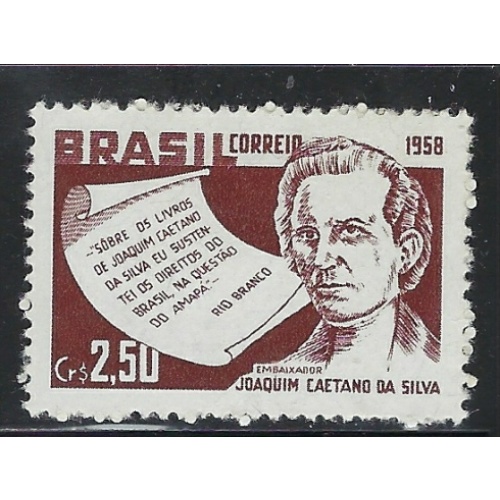 BRASIL CORREIO 1958
—"SÔBRE OS LIVROS
DE JOAQUIM CAETANO
DA SILVA EU SUSTEN-
TEI OS DIREITOS DO
BRASIL, NA QUESTÃO
DO AMAPÁ"—
RIO BRANCO
Cr$ 2,50
EMBAIXADOR
JOAQUIM CAETANO DA SILVA